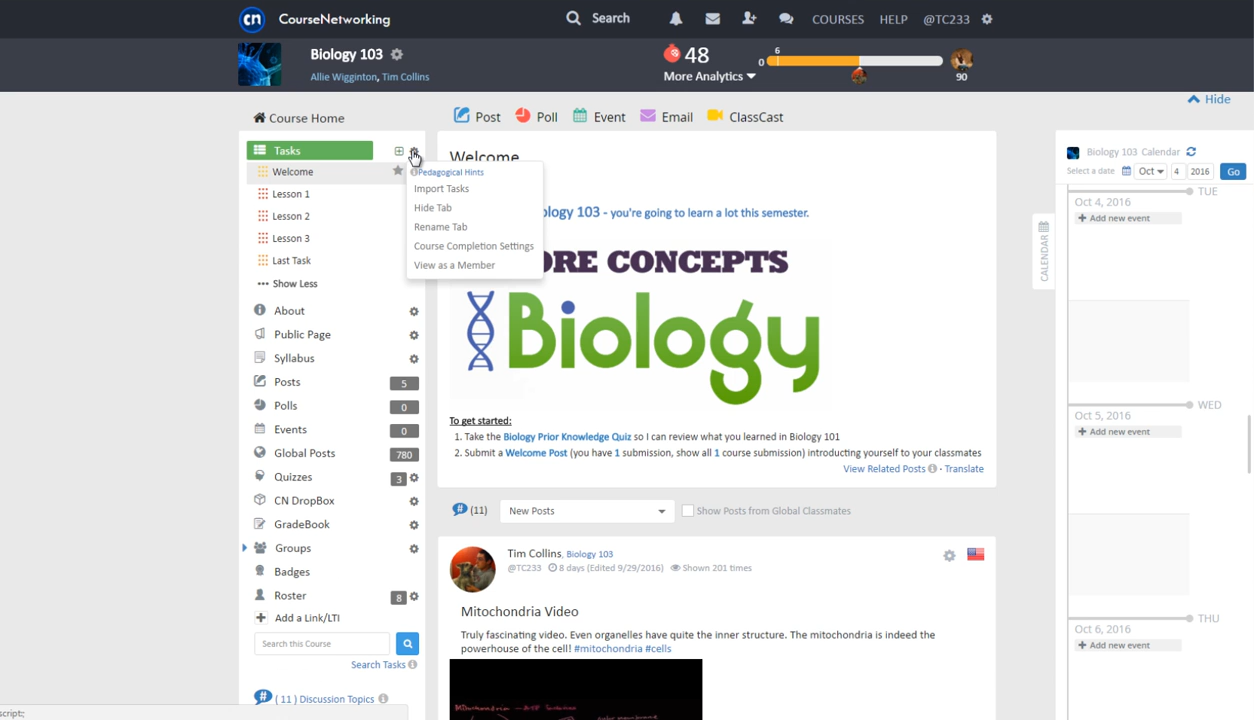 cn CourseNetworking
Search
COURSES HELP @TC233
Biology 103
Allie Wigginton, Tim Collins
48
More Analytics
0 6 90
Hide
Course Home
Post Poll Event Email ClassCast
Tasks
Welcome
Lesson 1
Lesson 2
Lesson 3
Last Task
Show Less
Pedagogical Hints
Import Tasks
Hide Tab
Rename Tab
Course Completion Settings
View as a Member
About
Public Page
Syllabus
Posts 5
Polls 0
Events 0
Global Posts 780
Quizzes 3
CN DropBox
GradeBook
Groups
Badges
Roster 8
Add a Link/LTI
Search this Course
Search Tasks
# ( 11 ) Discussion Topics
script:;
Welcome
ology 103 - you're going to learn a lot this semester.
ORE CONCEPTS
Biology
To get started:
1. Take the Biology Prior Knowledge Quiz so I can review what you learned in Biology 101
2. Submit a Welcome Post (you have 1 submission, show all 1 course submission) introducing yourself to your classmates
View Related Posts · Translate
# (11) New Posts Show Posts from Global Classmates
Tim Collins, Biology 103
@TC233 8 days (Edited 9/29/2016) Shown 201 times
Mitochondria Video
Truly fascinating video. Even organelles have quite the inner structure. The mitochondria is indeed the
powerhouse of the cell! #mitochondria #cells
CALENDAR
Biology 103 Calendar
Select a date Oct 4 2016 Go
TUE
Oct 4, 2016
+ Add new event
WED
Oct 5, 2016
+ Add new event
THU
Oct 6, 2016
+ Add new event